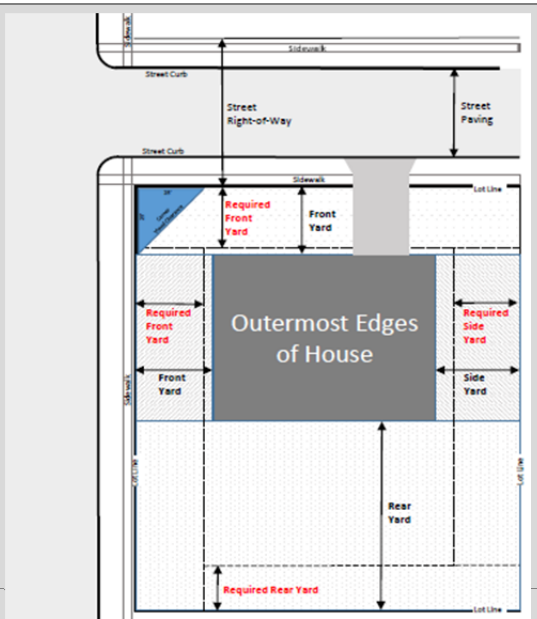 Sidewalk
Sidewalk
Street Curb
Street
Right-of-Way
Street
Paving
Street Curb
Sidewalk
Lot Line
Required
Front
Yard
Front
Yard
Required
Front
Yard
Outermost Edges
of House
Required
Side
Yard
Front
Yard
Side
Yard
Sidewalk
Lot Line
Lot Line
Rear
Yard
Required Rear Yard
Lot Line